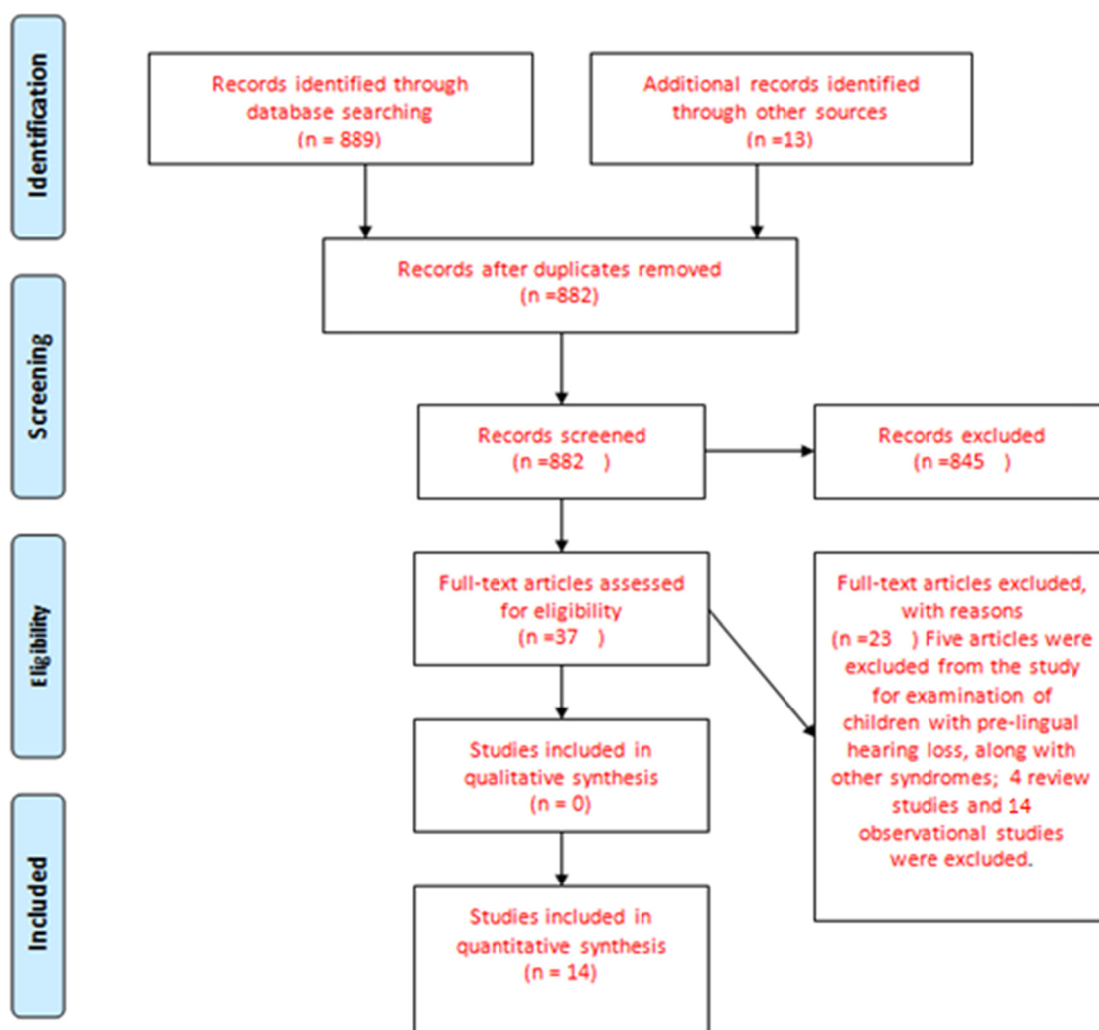 Identification
Records identified through
database searching
(n = 889)
Additional records identified
through other sources
(n =13)
Records after duplicates removed
(n =882)
Screening
Records screened
(n =882   )
Records excluded
(n =845   )
Eligibility
Full-text articles assessed
for eligibility
(n =37   )
Full-text articles excluded,
with reasons
(n =23   ) Five articles were
excluded from the study
for examination of
children with pre-lingual
hearing loss, along with
other syndromes; 4 review
studies and 14
observational studies
were excluded.
Studies included in
qualitative synthesis
(n = 0)
Included
Studies included in
quantitative synthesis
(n = 14)